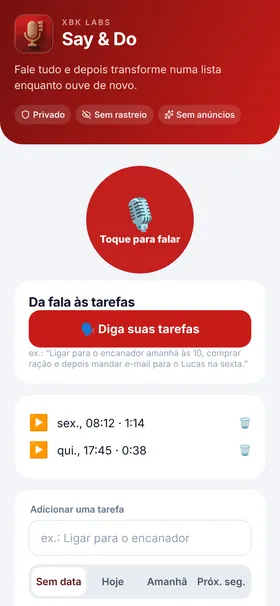 XBK LABS
Say & Do
Fale tudo e depois transforme numa lista
enquanto ouve de novo.
Privado
Sem rastreio
Sem anúncios
Toque para falar
Da fala às tarefas
Diga suas tarefas
ex.: "Ligar para o encanador amanhã às 10, comprar
ração e depois mandar e-mail para o Lucas na sexta."
sex., 08:12 · 1:14
qui., 17:45 · 0:38
Adicionar uma tarefa
ex.: Ligar para o encanador
Sem data
Hoje
Amanhã
Próx. seg.